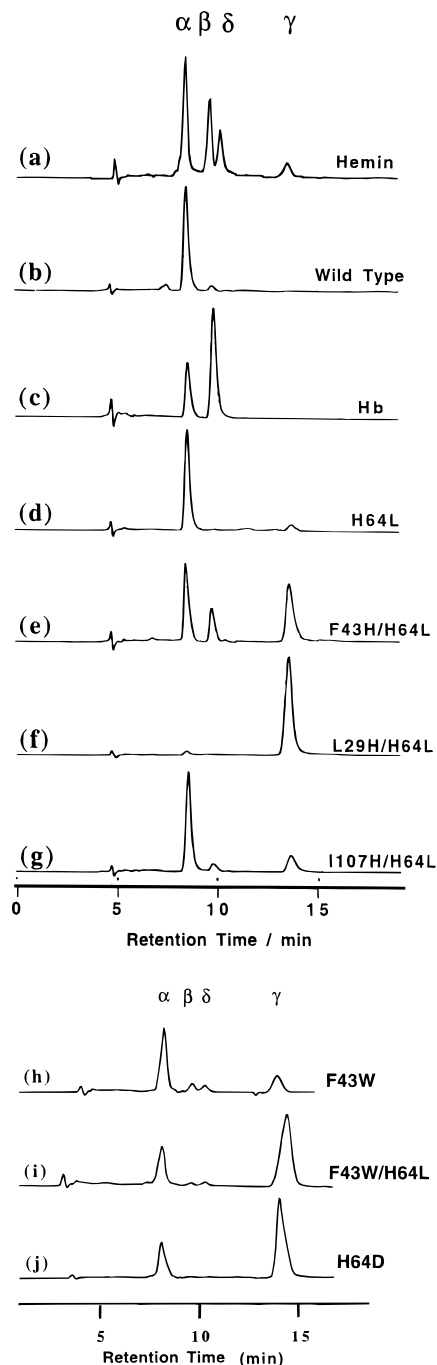 α β δ γ
(a) Hemin
(b) Wild Type
(c) Hb
(d) H64L
(e) F43H/H64L
(f) L29H/H64L
(g) I107H/H64L
0 5 10 15
Retention Time / min
α β δ γ
(h) F43W
(i) F43W/H64L
(j) H64D
5 10 15
Retention Time (min)